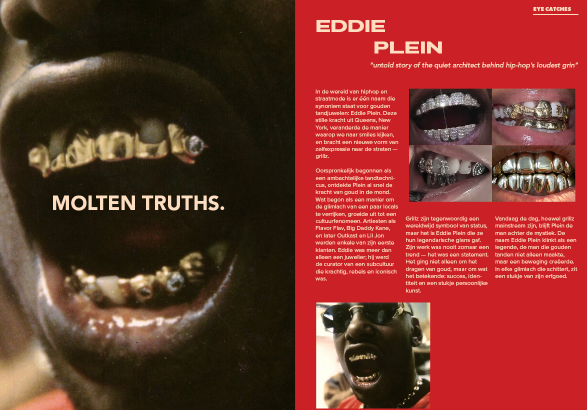 EYE CATCHES
EDDIE
PLEIN
"untold story of the quiet architect behind hip-hop's loudest grin"
MOLTEN TRUTHS.
In de wereld van hiphop en
straatmode is er één naam die
synoniem staat voor gouden
tandjuwelen: Eddie Plein. Deze
stille kracht uit Queens, New
York, veranderde de manier
waarop we naar smiles kijken,
en bracht een nieuwe vorm van
zelfexpressie naar de straten —
grillz.
Oorspronkelijk begonnen als
een ambachtelijke tandtechni-
cus, ontdekte Plein al snel de
kracht van goud in de mond.
Wat begon als een manier om
de glimlach van een paar locals
te verrijken, groeide uit tot een
cultuurfenomeen. Artiesten als
Flavor Flav, Big Daddy Kane,
en later Outkast en Lil Jon
werden enkele van zijn eerste
klanten. Eddie was meer dan
alleen een juwelier; hij werd
de curator van een subcultuur
die krachtig, rebels en iconisch
was.
Grillz zijn tegenwoordig een
wereldwijd symbool van status,
maar het is Eddie Plein die ze
hun legendarische glans gaf.
Zijn werk was nooit zomaar een
trend — het was een statement.
Het ging niet alleen om het
dragen van goud, maar om wat
het betekende: succes, iden-
titeit en een stukje persoonlijke
kunst.
Vandaag de dag, hoewel grillz
mainstream zijn, blijft Plein de
man achter de mystiek. De
naam Eddie Plein klinkt als een
legende, de man die gouden
tanden niet alleen maakte,
maar een beweging creëerde.
in elke glimlach die schittert, zit
een stukje van zijn erfgoed.